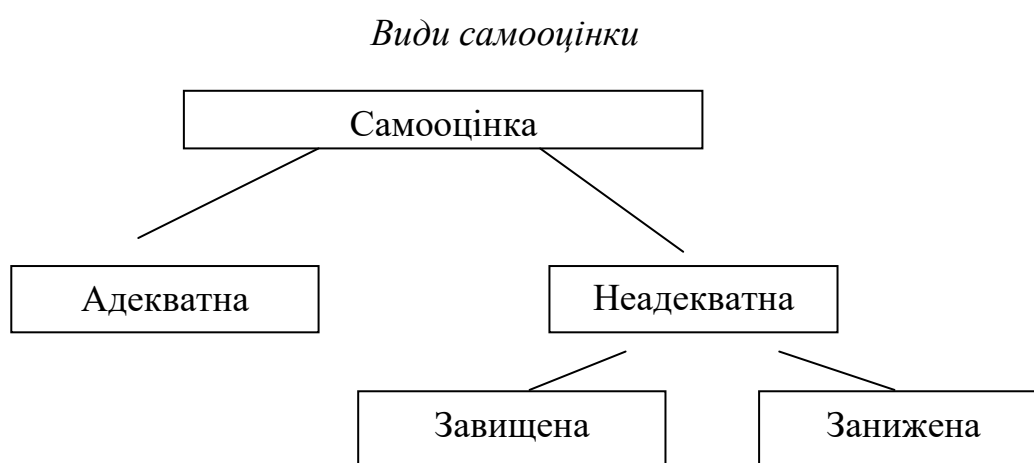 Види самооцінки
Самооцінка
Адекватна
Неадекватна
Завищена
Занижена